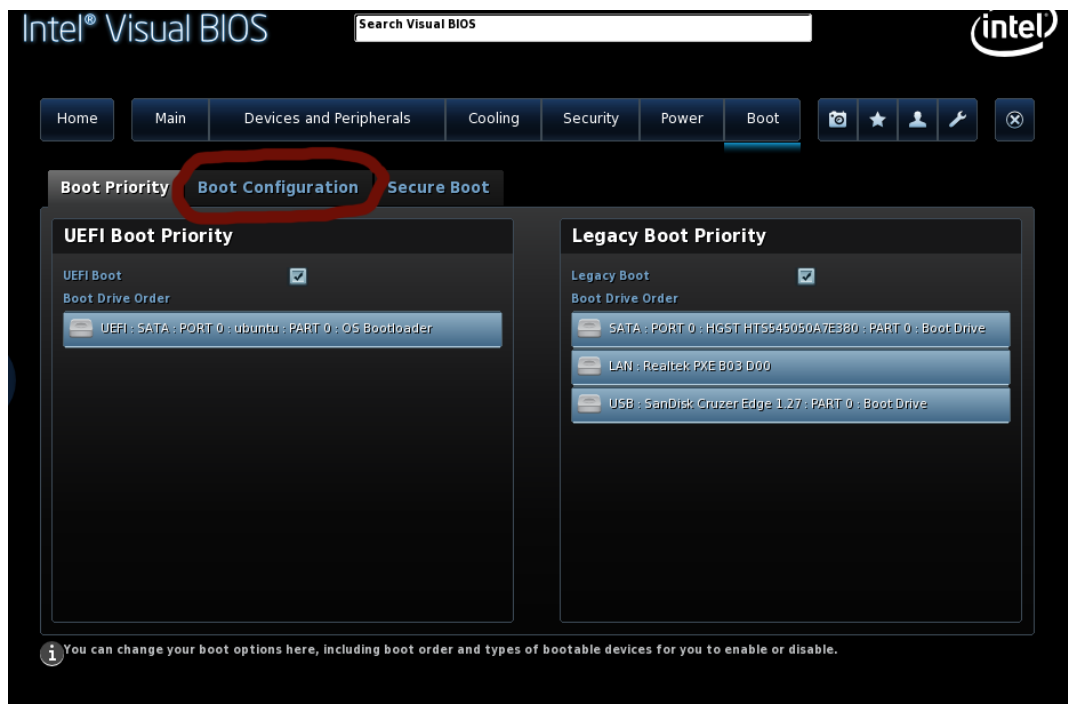 Intel® Visual BIOS
Search Visual BIOS
intel
Home
Main
Devices and Peripherals
Cooling
Security
Power
Boot
Boot Priority
Boot Configuration
Secure Boot
UEFI Boot Priority
UEFI Boot
Boot Drive Order
UEFI : SATA : PORT 0 : ubuntu : PART 0 : OS Bootloader
Legacy Boot Priority
Legacy Boot
Boot Drive Order
SATA : PORT 0 : HGST HTS545050A7E380 : PART 0 : Boot Drive
LAN : Realtek PXE B03 D00
USB : SanDisk Cruzer Edge 1.27 : PART 0 : Boot Drive
You can change your boot options here, including boot order and types of bootable devices for you to enable or disable.